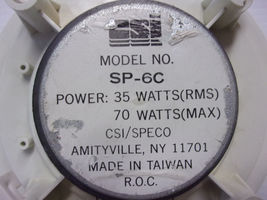 CSI
MODEL NO.
SP-6C
POWER: 35 WATTS(RMS)
70 WATTS(MAX)
CSI/SPECO
AMITYVILLE, NY 11701
MADE IN TAIWAN
R.O.C.